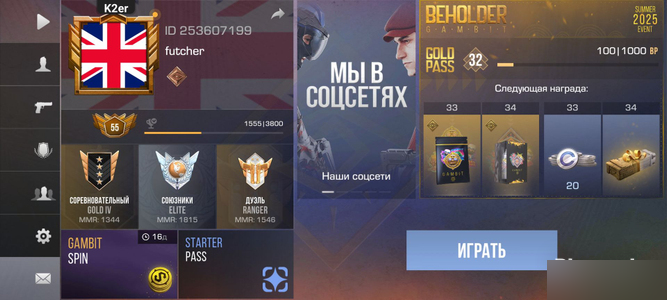 K2er
ID 253607199
futcher
55
1555|3800
СОРЕВНОВАТЕЛЬНЫЙ
GOLD IV
MMR: 1344
СОЮЗНИКИ
ELITE
MMR: 1815
ДУЭЛЬ
RANGER
MMR: 1546
GAMBIT
SPIN
16д
STARTER
PASS
МЫ В
СОЦСЕТЯХ
Наши соцсети
BEHOLDER
GAMBIT
SUMMER
2025
EVENT
GOLD
PASS
32
100|1000 BP
Следующая награда:
33
34
33
34
GAMBIT
20
ИГРАТЬ